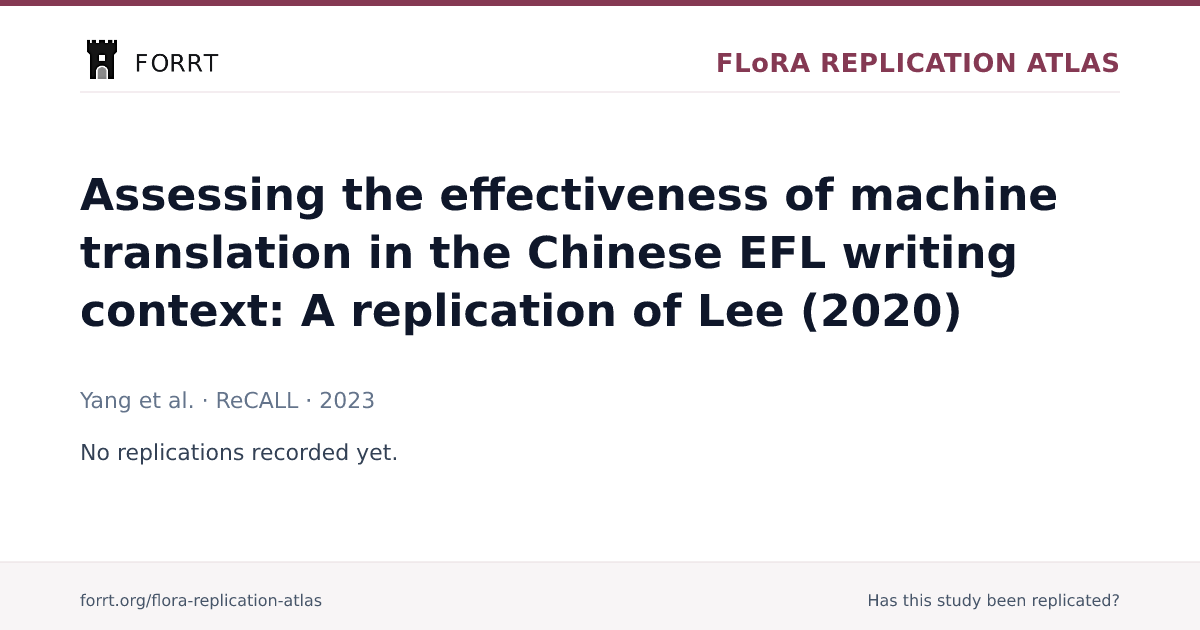 FORRT
FLoRA REPLICATION ATLAS
Assessing the effectiveness of machine
translation in the Chinese EFL writing
context: A replication of Lee (2020)
Yang et al. · ReCALL · 2023
No replications recorded yet.
forrt.org/flora-replication-atlas
Has this study been replicated?